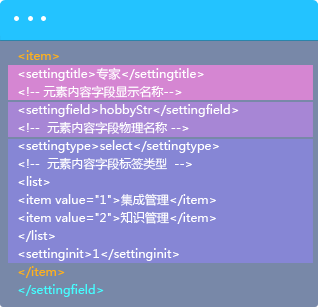 <item>
<settingtitle>专家</settingtitle>
<!-- 元素内容字段显示名称-->
<settingfield>hobbyStr</settingfield>
<!-- 元素内容字段物理名称 -->
<settingtype>select</settingtype>
<!-- 元素内容字段标签类型 -->
<list>
<item value="1">集成管理</item>
<item value="2">知识管理</item>
</list>
<settinginit>1</settinginit>
</item>
</settingfield>